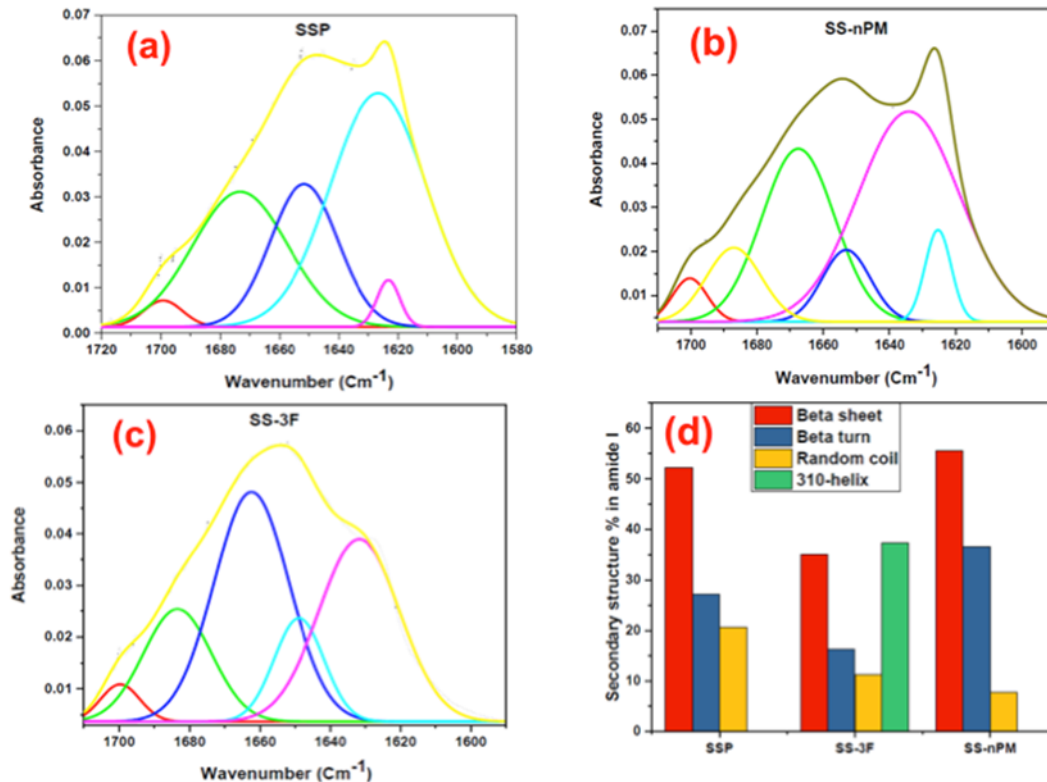 (a)
SSP
Absorbance
0.07
0.06
0.05
0.04
0.03
0.02
0.01
0.00
1720 1700 1680 1660 1640 1620 1600 1580
Wavenumber (Cm⁻¹)
(b)
SS-nPM
Absorbance
0.07
0.06
0.05
0.04
0.03
0.02
0.01
1700 1680 1660 1640 1620 1600
Wavenumber (Cm⁻¹)
(c)
SS-3F
Absorbance
0.06
0.05
0.04
0.03
0.02
0.01
1700 1680 1660 1640 1620 1600
Wavenumber (Cm⁻¹)
(d)
Beta sheet
Beta turn
Random coil
310-helix
Secondary structure % in amide I
60
50
40
30
20
10
0
SSP SS-3F SS-nPM